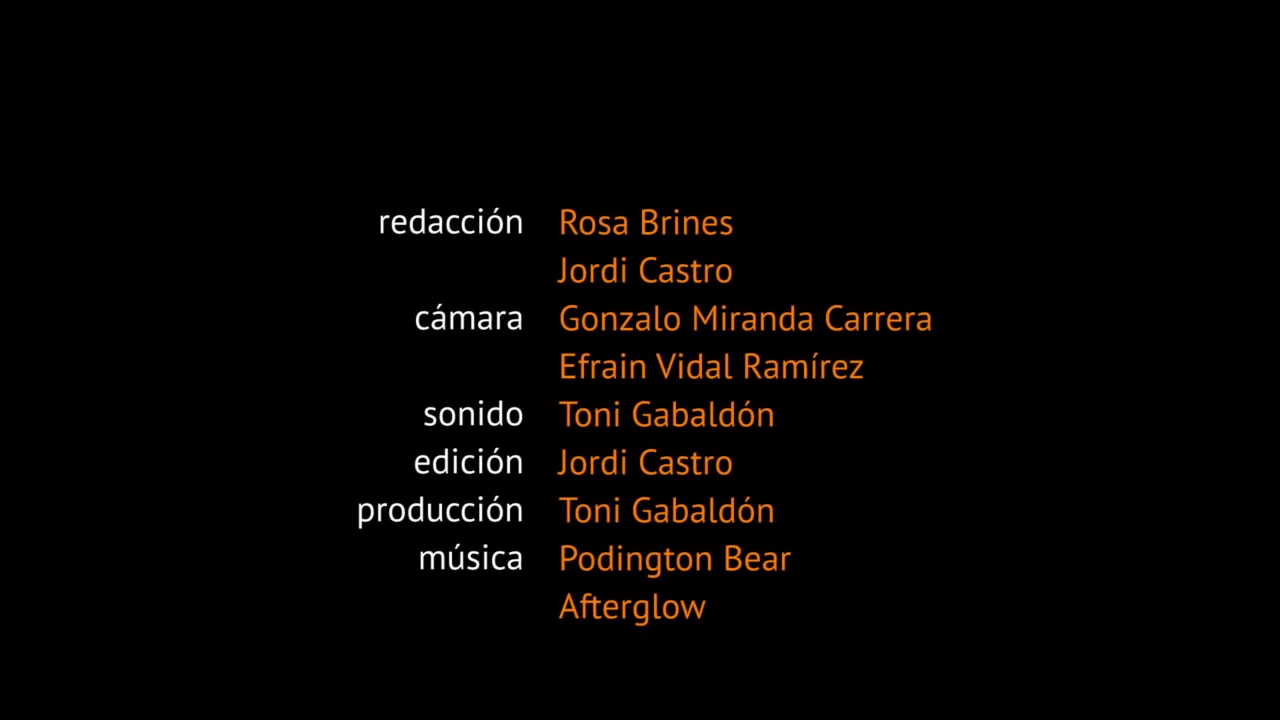 redacción Rosa Brines
Jordi Castro
cámara Gonzalo Miranda Carrera
Efrain Vidal Ramírez
sonido Toni Gabaldón
edición Jordi Castro
producción Toni Gabaldón
música Podington Bear
Afterglow